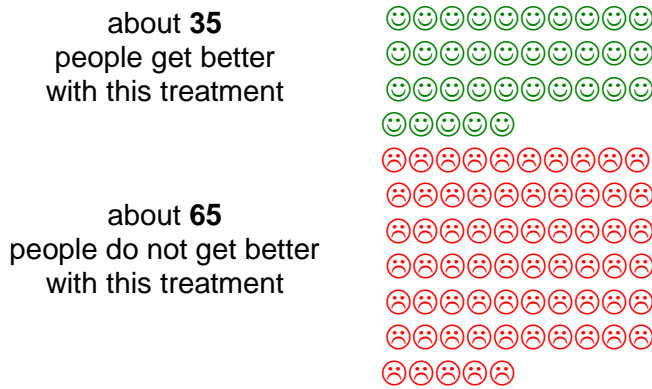 about 35
people get better
with this treatment
about 65
people do not get better
with this treatment